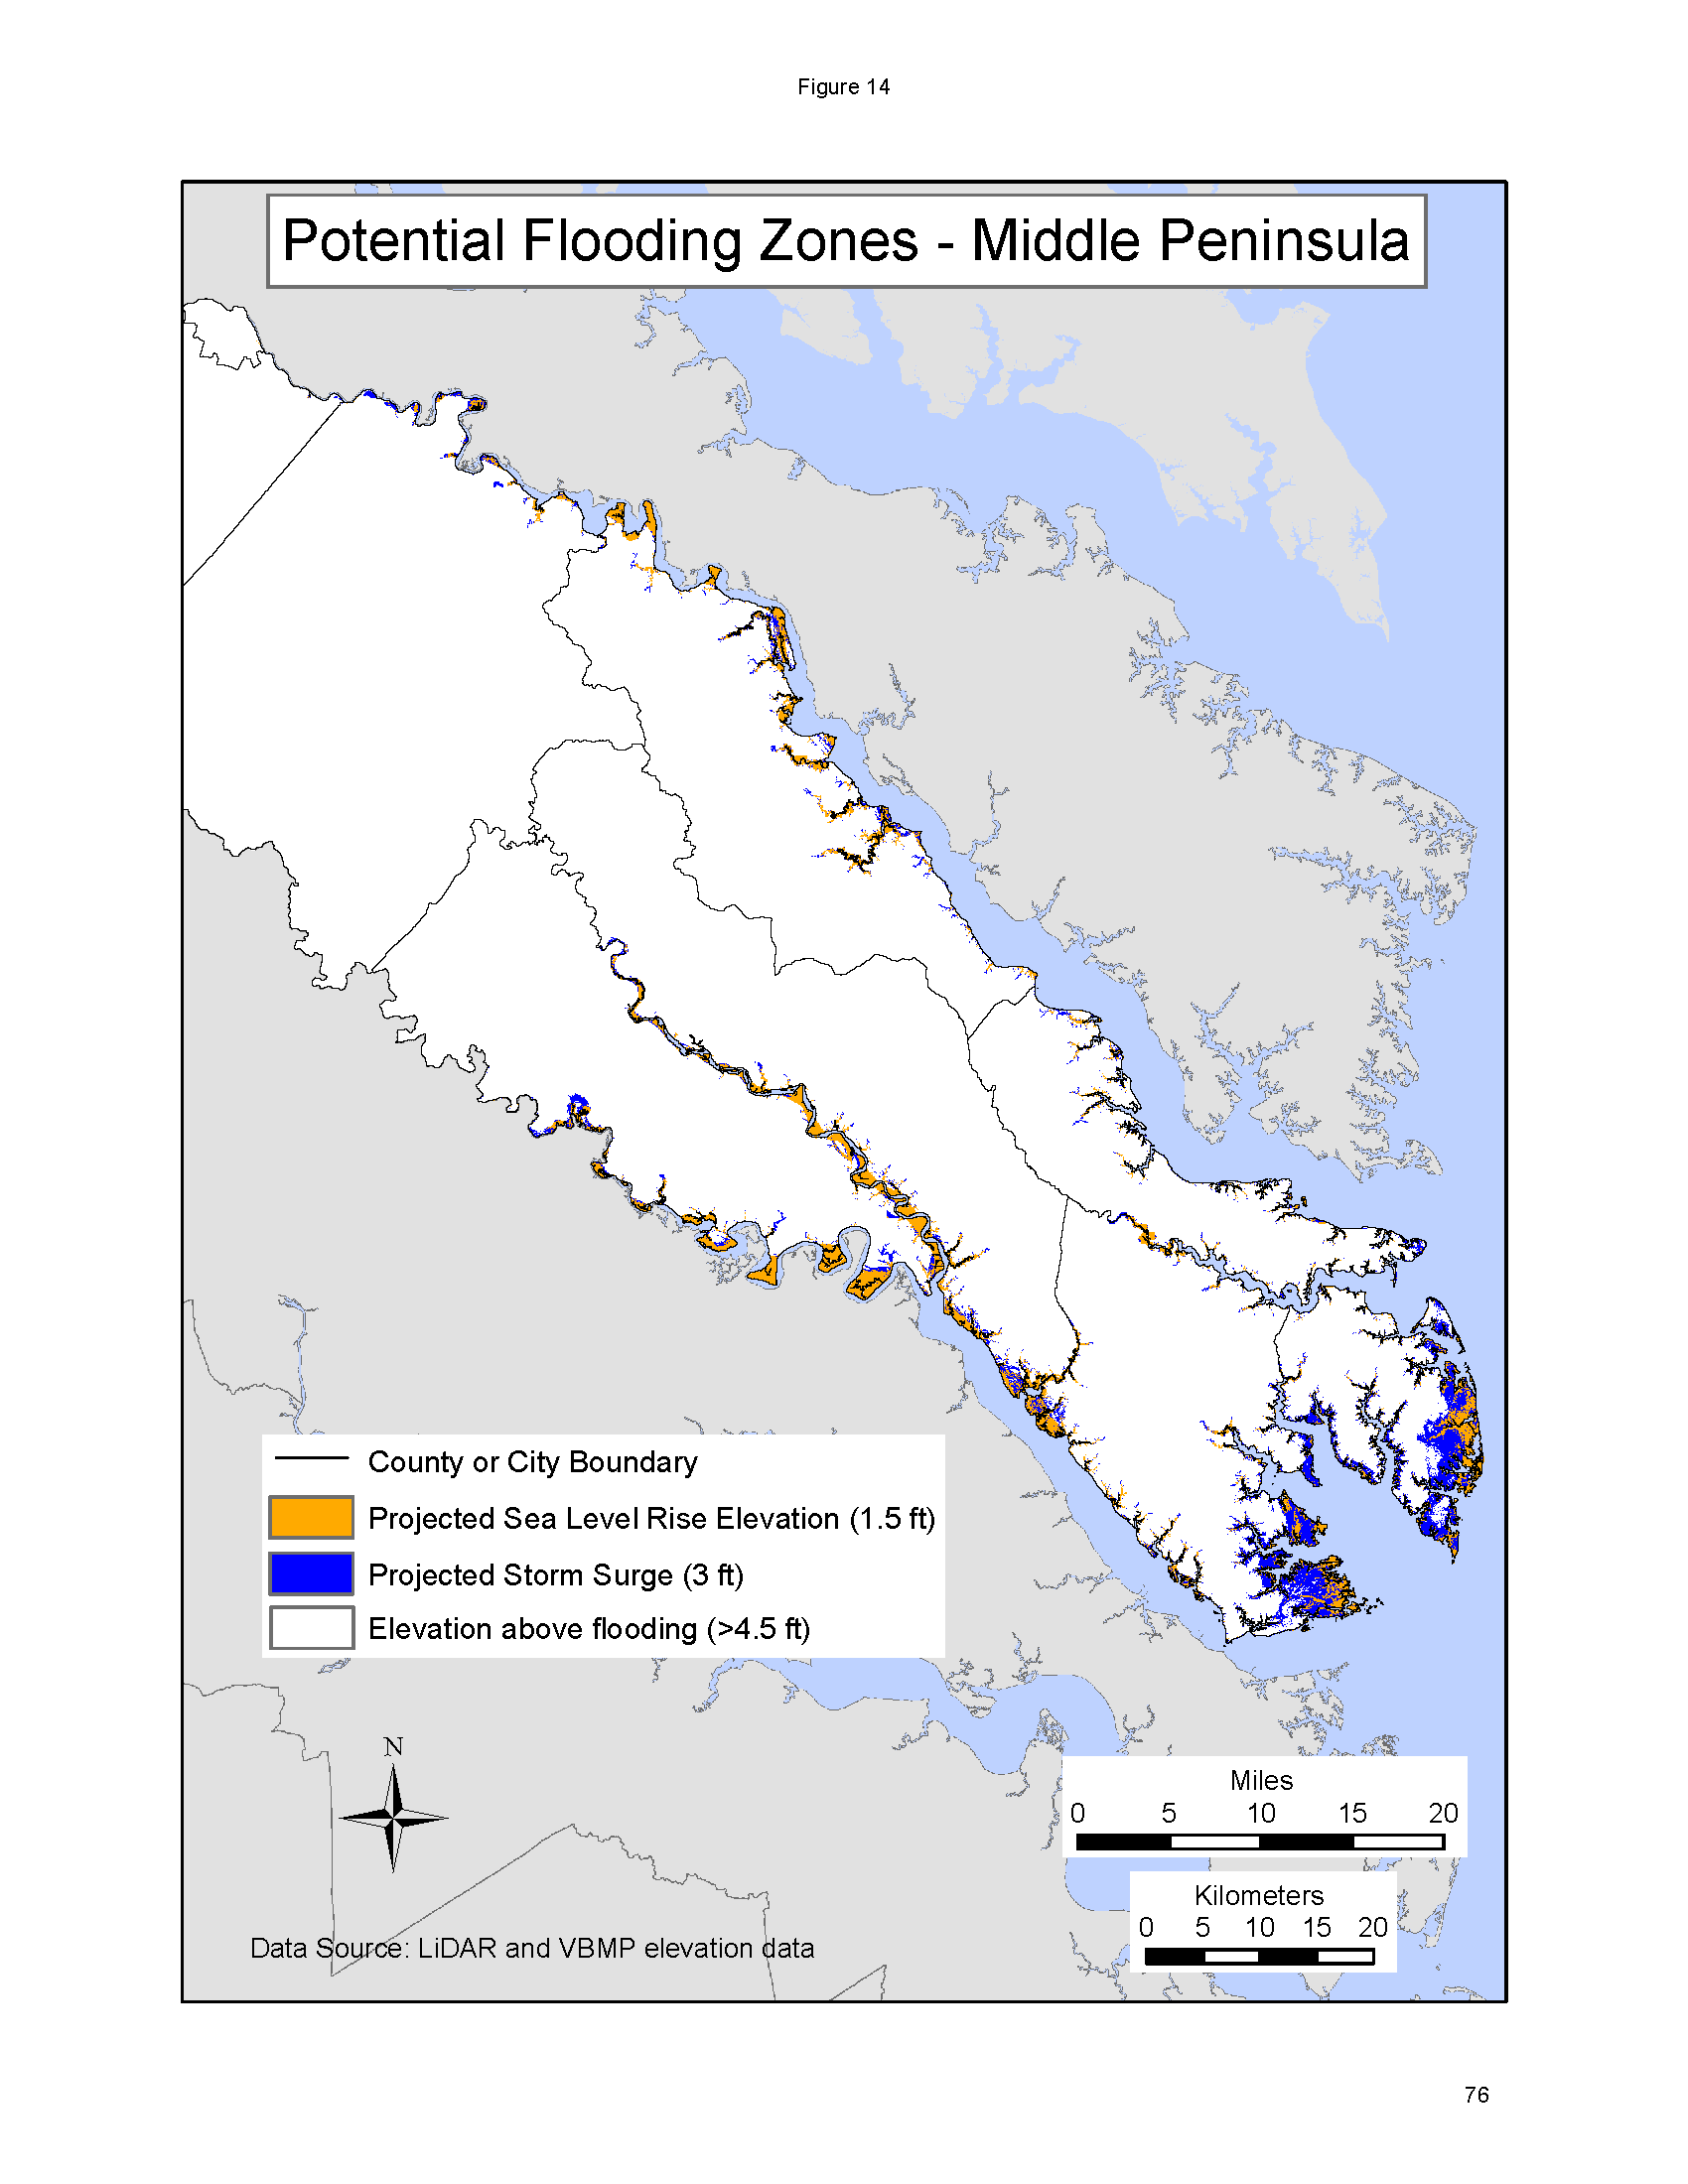 Figure 14
Potential Flooding Zones - Middle Peninsula
County or City Boundary
Projected Sea Level Rise Elevation (1.5 ft)
Projected Storm Surge (3 ft)
Elevation above flooding (>4.5 ft)
N
Miles
0 5 10 15 20
Kilometers
0 5 10 15 20
Data Source: LiDAR and VBMP elevation data
76